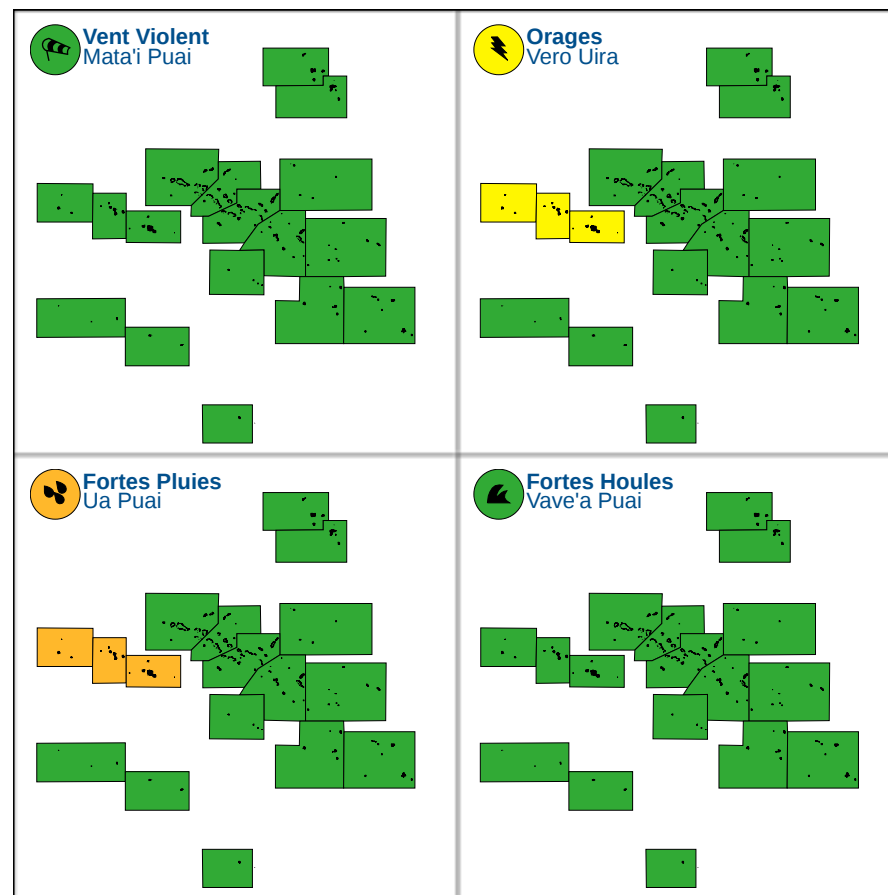 Vent Violent
Mata'i Puai
Orages
Vero Uira
Fortes Pluies
Ua Puai
Fortes Houles
Vave'a Puai